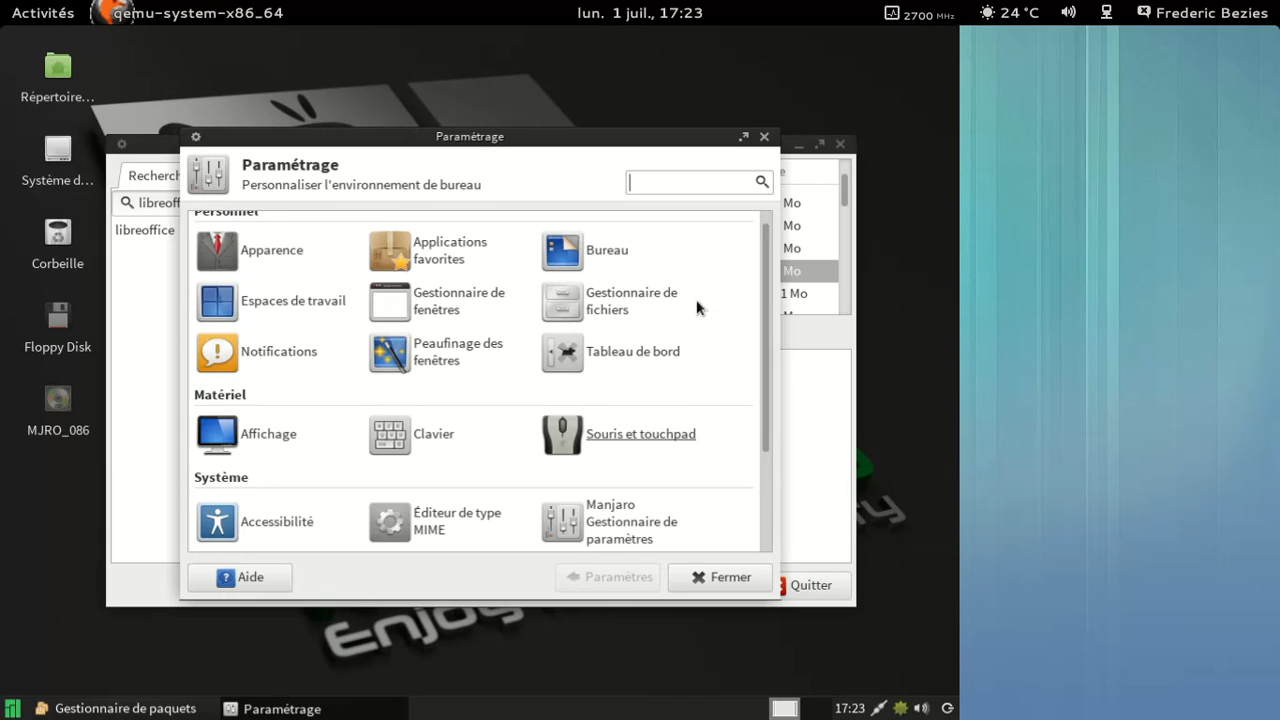 Activités
qemu-system-x86_64
lun. 1 juil., 17:23
2700 MHz
24 °C
Frederic Bezies
Répertoire…
Système d…
Corbeille
Floppy Disk
MJRO_086
Paramétrage
Recherch
Paramétrage
Personnaliser l'environnement de bureau
libreoff
libreoffice
Mo
Mo
Mo
Mo
1 Mo
Personnel
Apparence
Applications
favorites
Bureau
Espaces de travail
Gestionnaire de
fenêtres
Gestionnaire de
fichiers
Notifications
Peaufinage des
fenêtres
Tableau de bord
Matériel
Affichage
Clavier
Souris et touchpad
Système
Accessibilité
Éditeur de type
MIME
Manjaro
Gestionnaire de
paramètres
Aide
Paramètres
Fermer
Quitter
Enjoy
Gestionnaire de paquets
Paramétrage
17:23